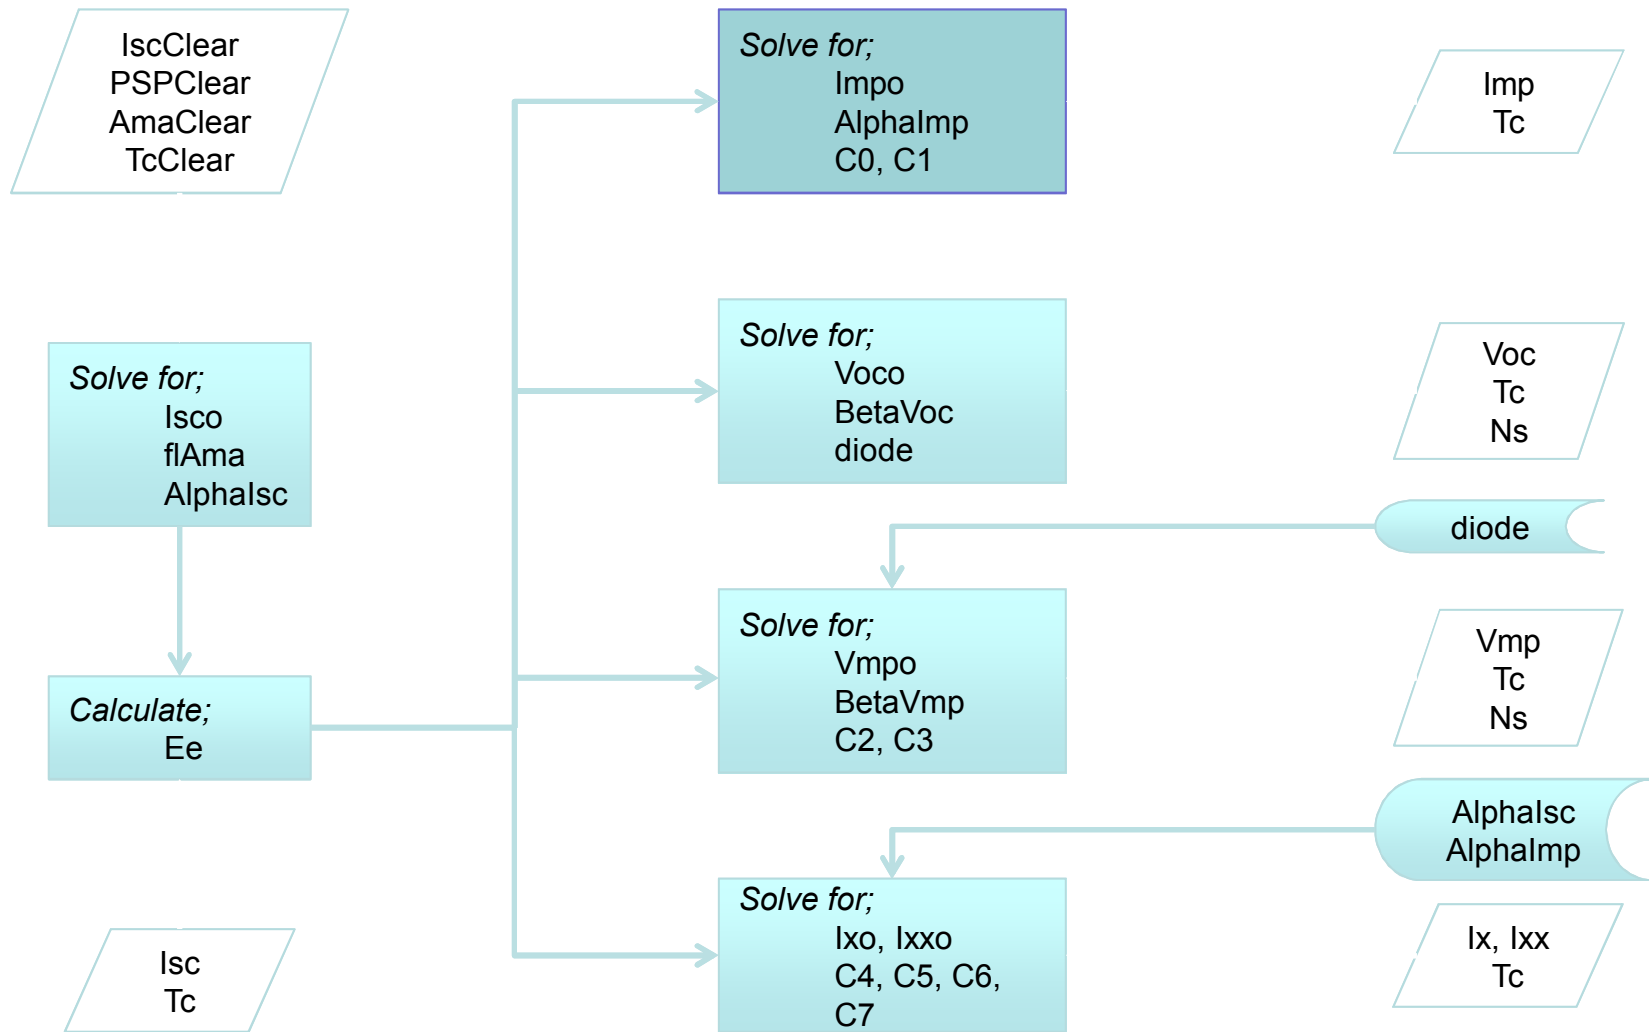 IscClear
PSPClear
AmaClear
TcClear
Solve for;
Impo
AlphaImp
C0, C1
Imp
Tc
Solve for;
Isco
flAma
AlphaIsc
Solve for;
Voco
BetaVoc
diode
Voc
Tc
Ns
diode
Calculate;
Ee
Solve for;
Vmpo
BetaVmp
C2, C3
Vmp
Tc
Ns
AlphaIsc
AlphaImp
Isc
Tc
Solve for;
Ixo, Ixxo
C4, C5, C6,
C7
Ix, Ixx
Tc